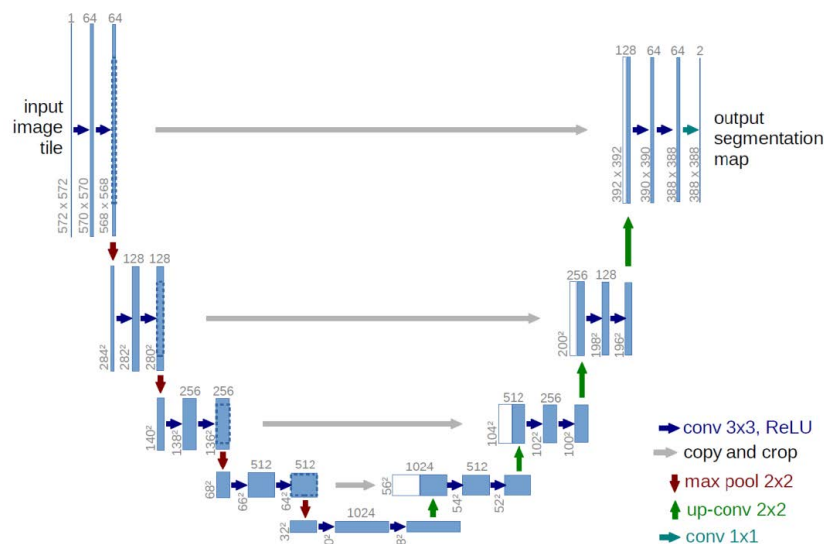 1 64 64
input
image
tile
572 x 572
570 x 570
568 x 568
128 64 64 2
output
segmentation
map
392 x 392
390 x 390
388 x 388
388 x 388
128 128
284²
282²
280²
256 128
200²
198²
196²
256 256
140²
138²
136²
512 256
104²
102²
100²
512 512
68²
66²
64²
1024 512
56²
54²
52²
1024
32²
conv 3x3, ReLU
copy and crop
max pool 2x2
up-conv 2x2
conv 1x1